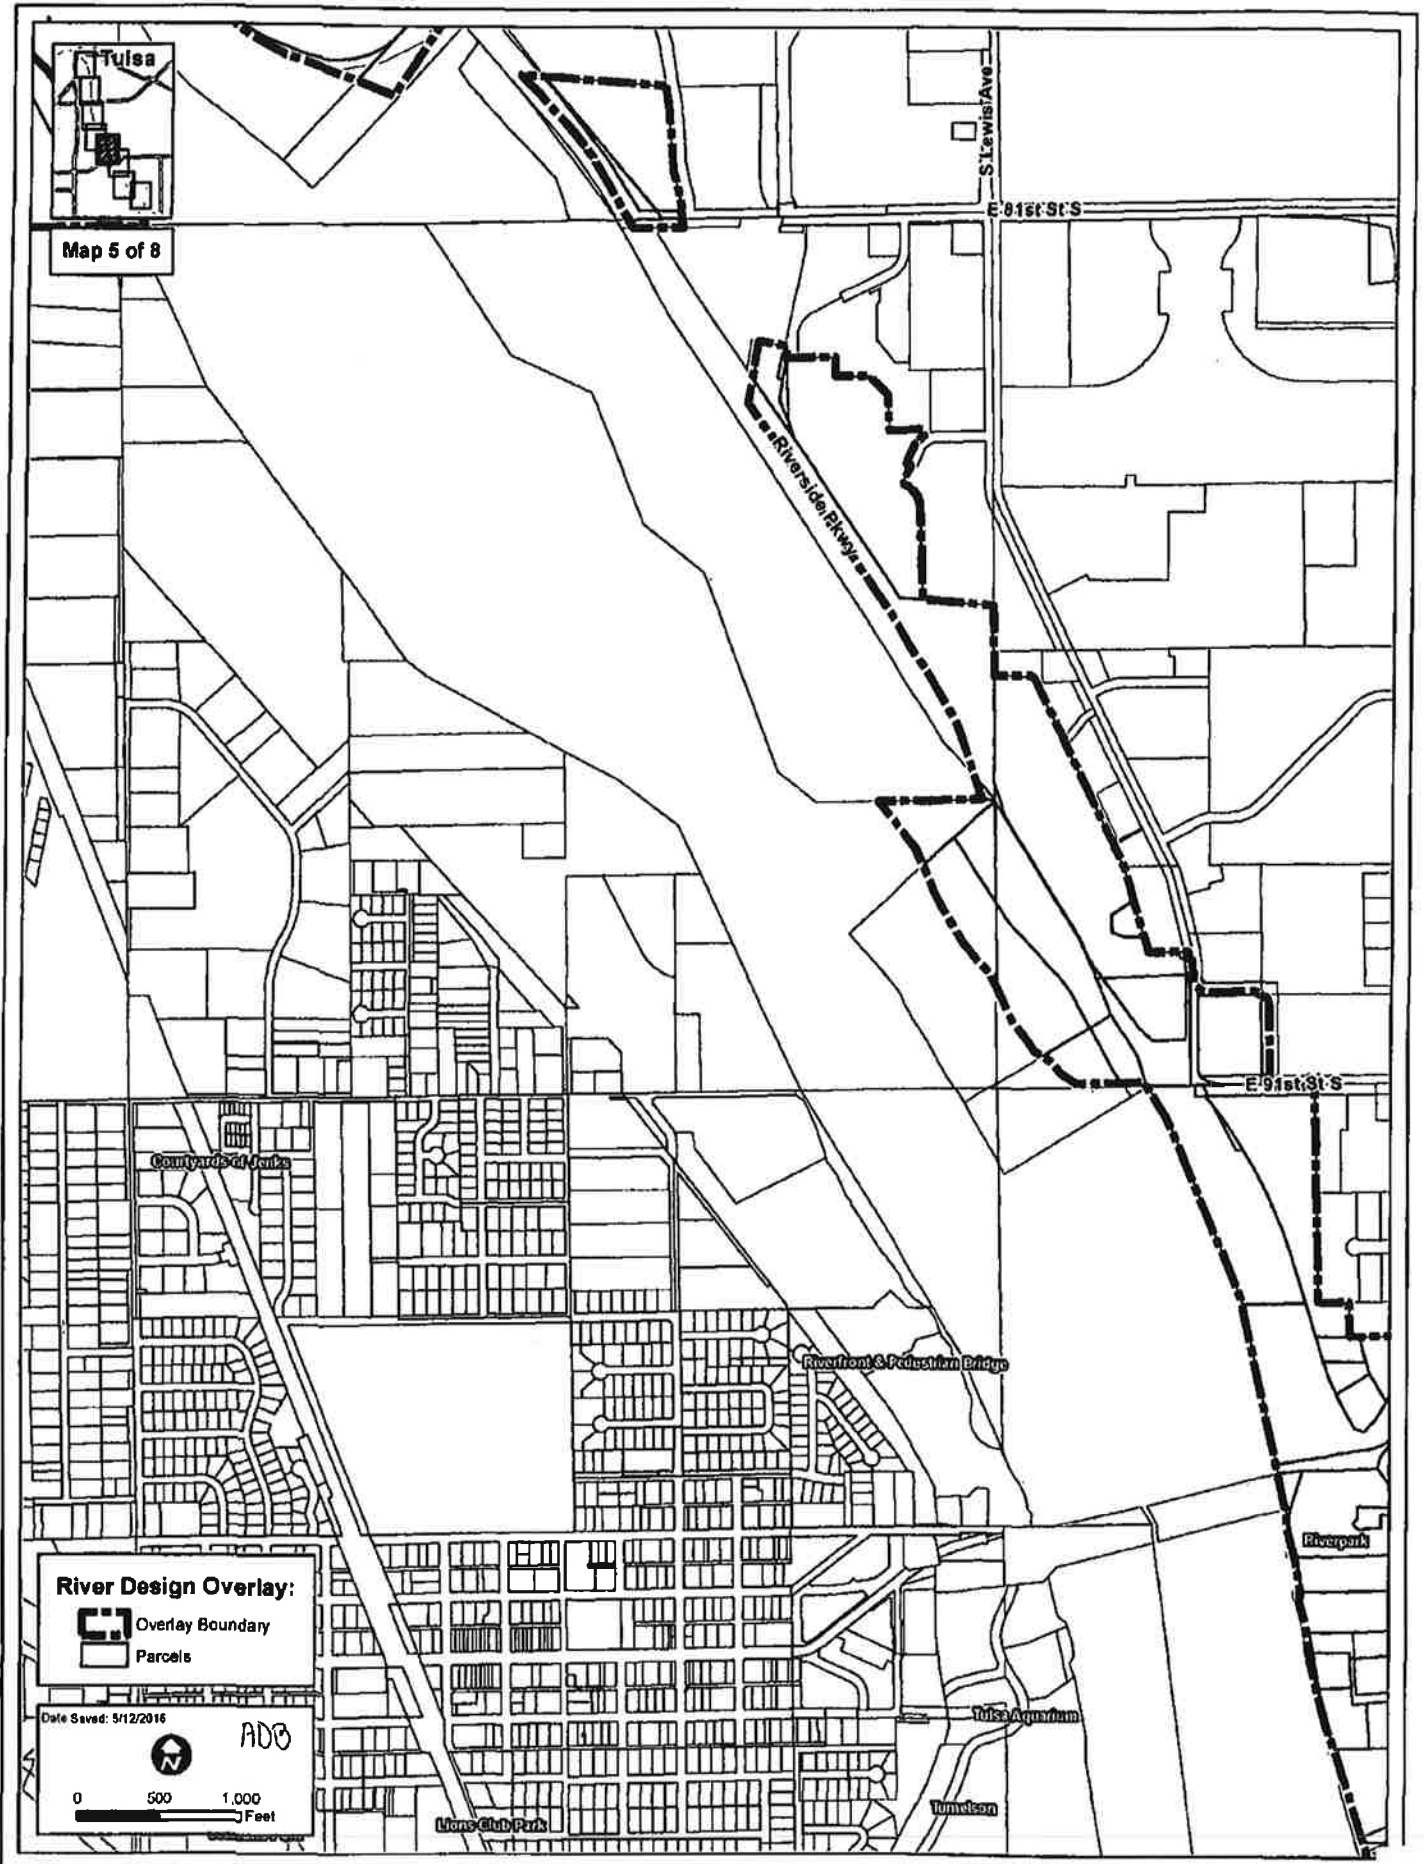 Tulsa
Map 5 of 8
S Lewis Ave
E 81st St S
Riverside Pkwy
E 91st St S
Courtyards of Jenks
Riverfront & Pedestrian Bridge
Riverpark
River Design Overlay:
Overlay Boundary
Parcels
Date Saved: 5/12/2016
ADB
N
0 500 1,000
Feet
Tulsa Aquarium
Tumelson
Lions Club Park